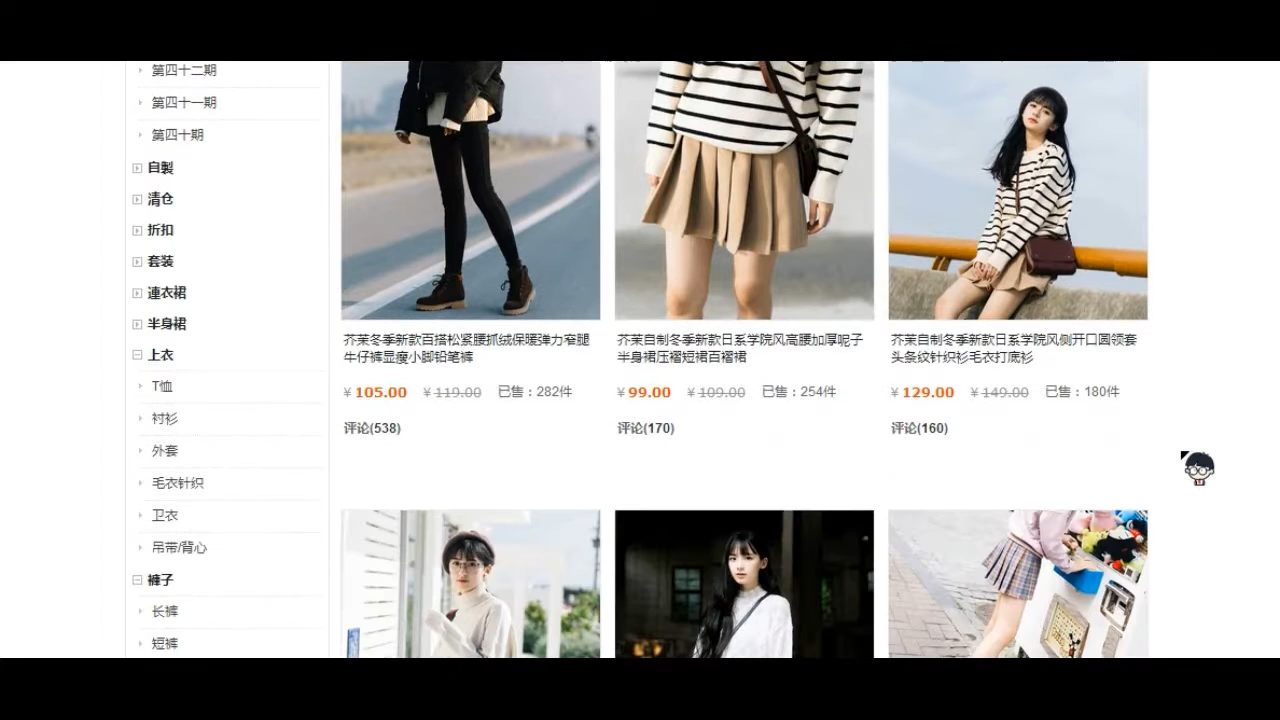 第四十二期
第四十一期
第四十期
自製
清仓
折扣
套装
連衣裙
半身裙
上衣
T恤
衬衫
外套
毛衣针织
卫衣
吊带/背心
褲子
长裤
短裤
芥茉冬季新款百搭松紧腰抓绒保暖弹力窄腿
牛仔裤显瘦小脚铅笔裤
¥ 105.00 ¥ 119.00 已售：282件
评论(538)
芥茉自制冬季新款日系学院风高腰加厚呢子
半身裙压褶短裙百褶裙
¥ 99.00 ¥ 109.00 已售：254件
评论(170)
芥茉自制冬季新款日系学院风侧开口圆领套
头条纹针织衫毛衣打底衫
¥ 129.00 ¥ 149.00 已售：180件
评论(160)